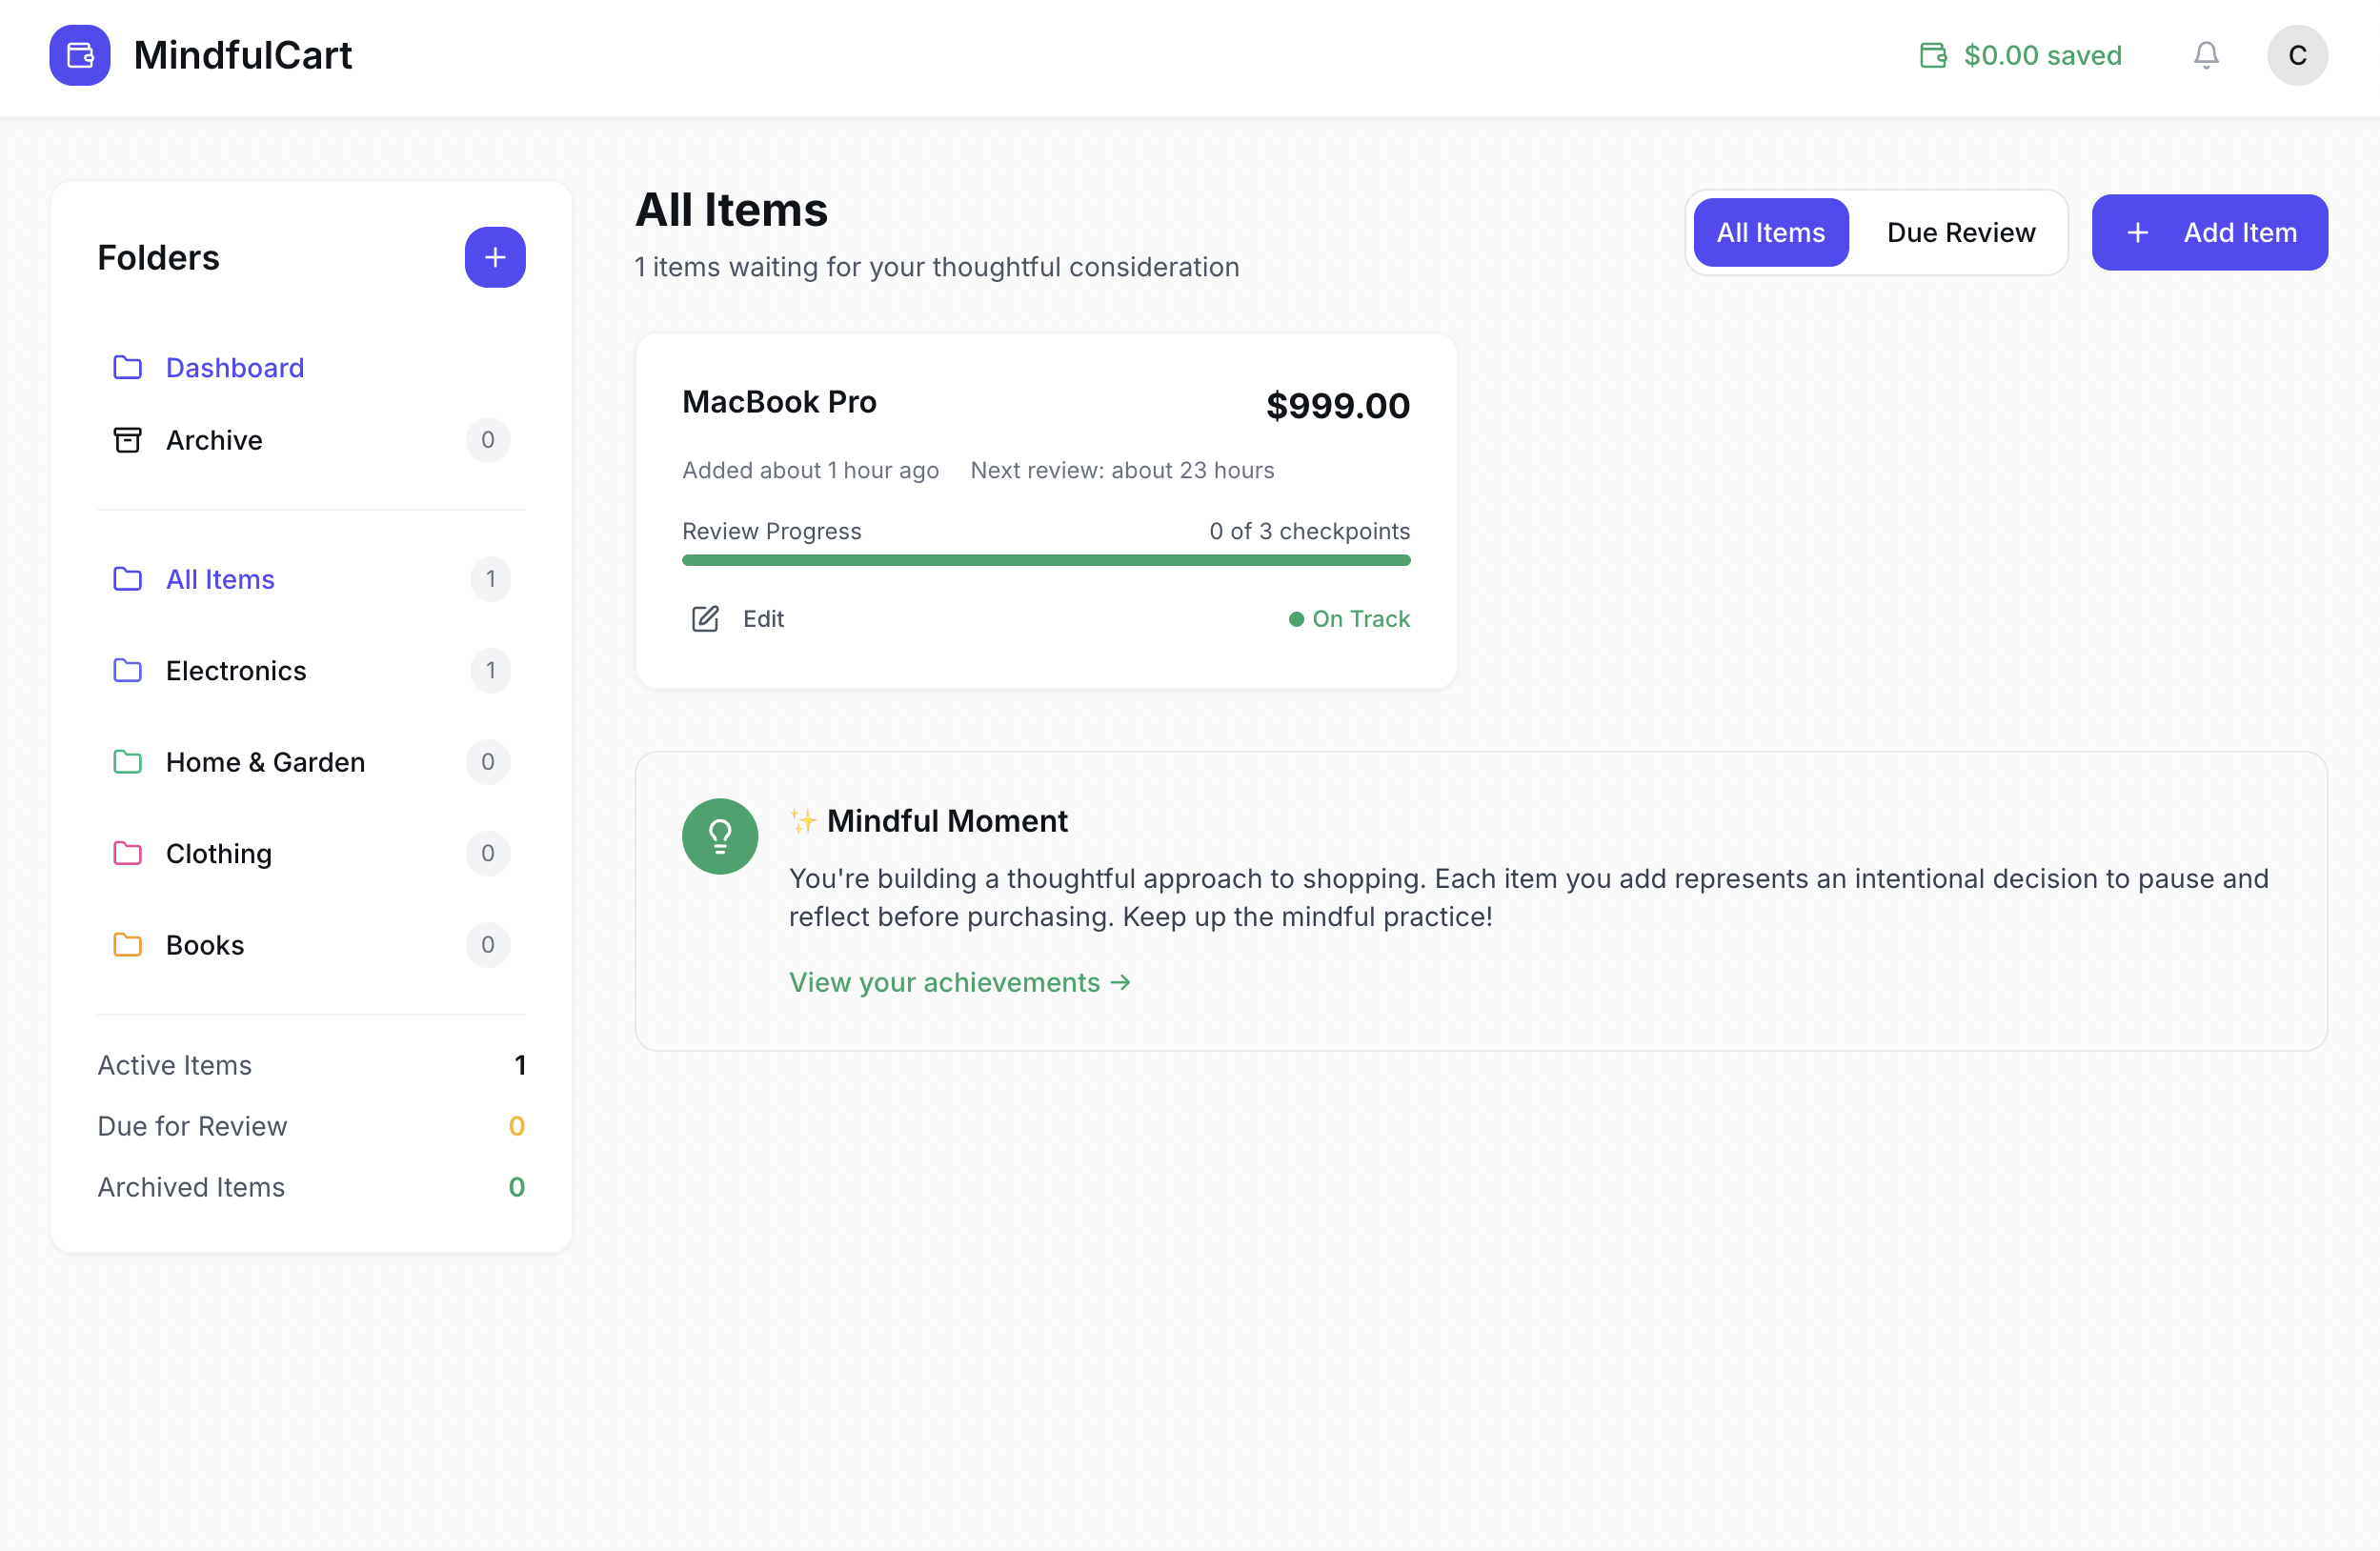 MindfulCart
$0.00 saved
C
Folders
Dashboard
Archive 0
All Items 1
Electronics 1
Home & Garden 0
Clothing 0
Books 0
Active Items 1
Due for Review 0
Archived Items 0
All Items
1 items waiting for your thoughtful consideration
All Items Due Review + Add Item
MacBook Pro $999.00
Added about 1 hour ago Next review: about 23 hours
Review Progress 0 of 3 checkpoints
Edit On Track
✨ Mindful Moment
You're building a thoughtful approach to shopping. Each item you add represents an intentional decision to pause and
reflect before purchasing. Keep up the mindful practice!
View your achievements →